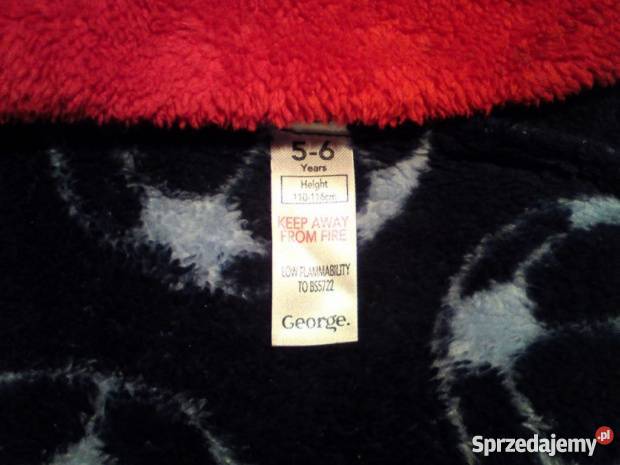 5-6
Years
Height
110-116cm
KEEP AWAY
FROM FIRE
LOW FLAMMABILITY
TO BS5722
George.
Sprzedajemy.pl